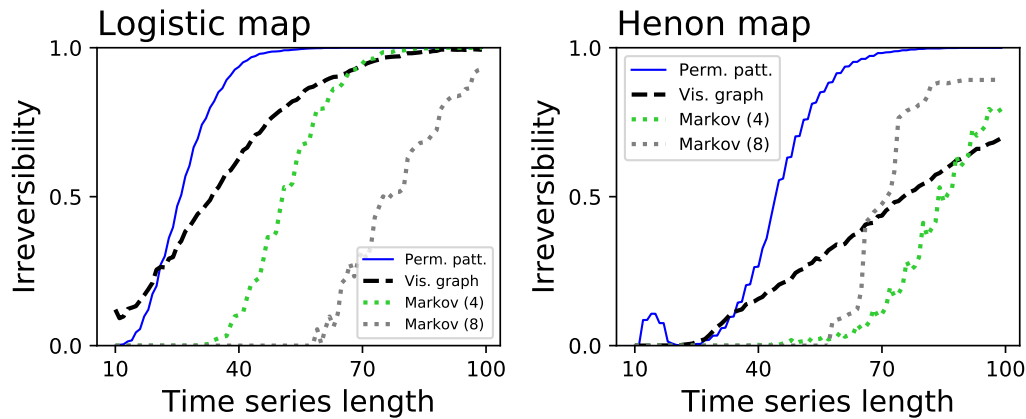 Logistic map
Irreversibility
1.0
0.5
0.0
Perm. patt.
Vis. graph
Markov (4)
Markov (8)
10 40 70 100
Time series length
Henon map
Irreversibility
1.0
0.5
0.0
Perm. patt.
Vis. graph
Markov (4)
Markov (8)
10 40 70 100
Time series length